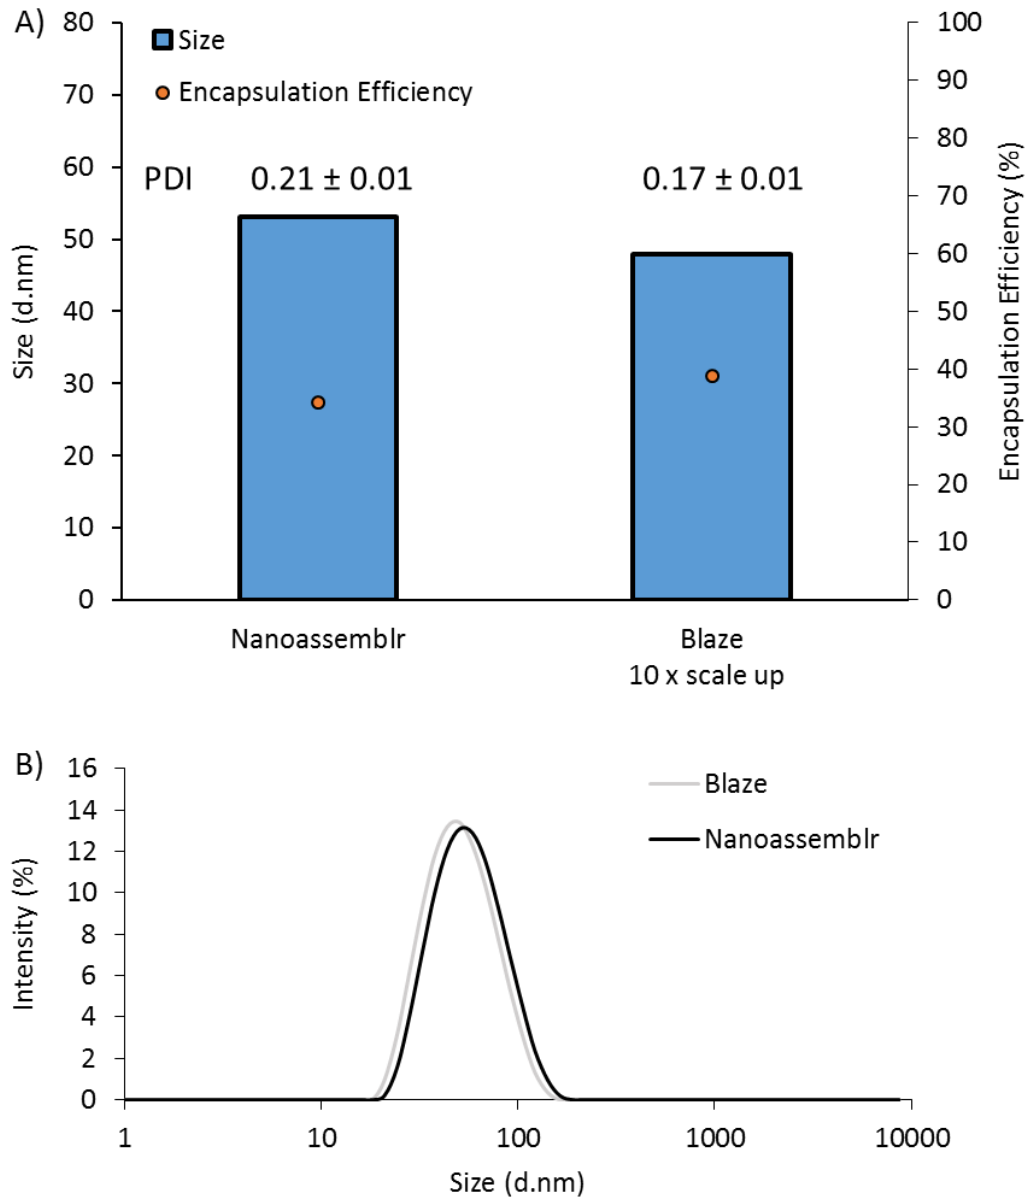 A)
Size
Encapsulation Efficiency
PDI 0.21 ± 0.01 0.17 ± 0.01
80
70
60
50
40
30
20
10
0
Size (d.nm)
100
90
80
70
60
50
40
30
20
10
0
Encapsulation Efficiency (%)
Nanoassemblr
Blaze
10 x scale up
B)
Blaze
Nanoassemblr
16
14
12
10
8
6
4
2
0
Intensity (%)
1 10 100 1000 10000
Size (d.nm)